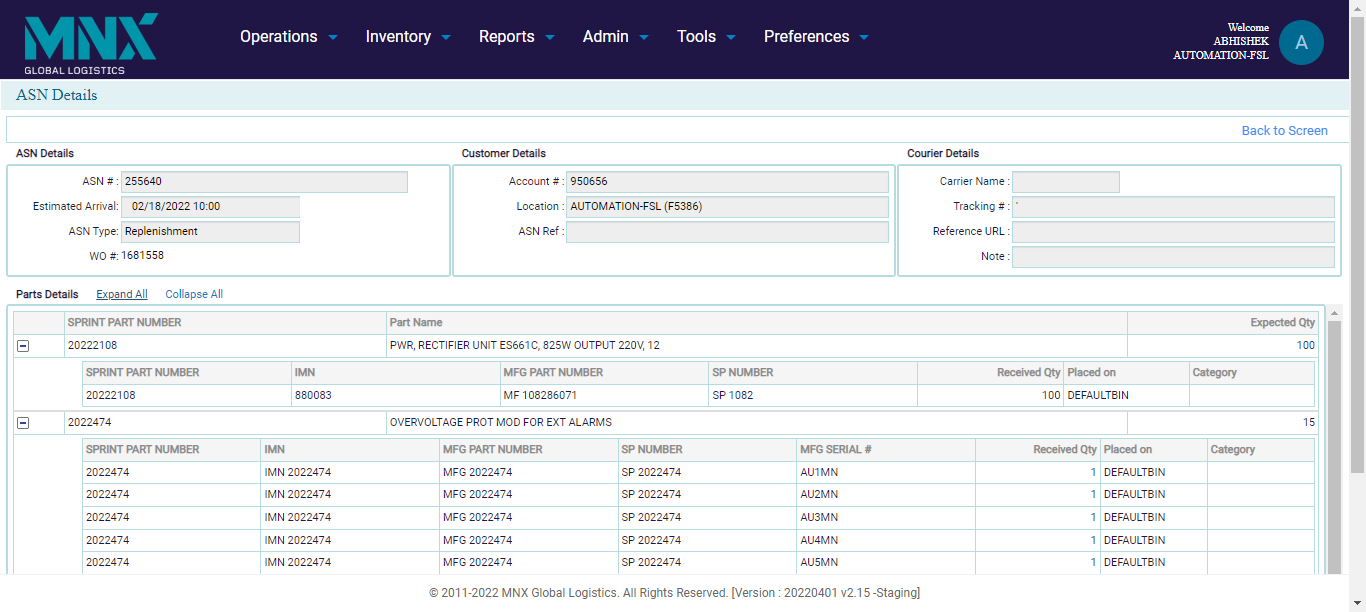 MNX
GLOBAL LOGISTICS
Operations Inventory Reports Admin Tools Preferences
Welcome
ABHISHEK
AUTOMATION-FSL
A
ASN Details
Back to Screen
ASN Details Customer Details Courier Details
ASN # : 255640 Account # : 950656 Carrier Name :
Estimated Arrival: 02/18/2022 10:00 Location : AUTOMATION-FSL (F5386) Tracking # : '
ASN Type: Replenishment ASN Ref : Reference URL :
WO #: 1681558 Note :
Parts Details Expand All Collapse All
SPRINT PART NUMBER Part Name Expected Qty
20222108 PWR, RECTIFIER UNIT ES661C, 825W OUTPUT 220V, 12 100
SPRINT PART NUMBER IMN MFG PART NUMBER SP NUMBER Received Qty Placed on Category
20222108 880083 MF 108286071 SP 1082 100 DEFAULTBIN
2022474 OVERVOLTAGE PROT MOD FOR EXT ALARMS 15
SPRINT PART NUMBER IMN MFG PART NUMBER SP NUMBER MFG SERIAL # Received Qty Placed on Category
2022474 IMN 2022474 MFG 2022474 SP 2022474 AU1MN 1 DEFAULTBIN
2022474 IMN 2022474 MFG 2022474 SP 2022474 AU2MN 1 DEFAULTBIN
2022474 IMN 2022474 MFG 2022474 SP 2022474 AU3MN 1 DEFAULTBIN
2022474 IMN 2022474 MFG 2022474 SP 2022474 AU4MN 1 DEFAULTBIN
2022474 IMN 2022474 MFG 2022474 SP 2022474 AU5MN 1 DEFAULTBIN
© 2011-2022 MNX Global Logistics. All Rights Reserved. [Version : 20220401 v2.15 -Staging]